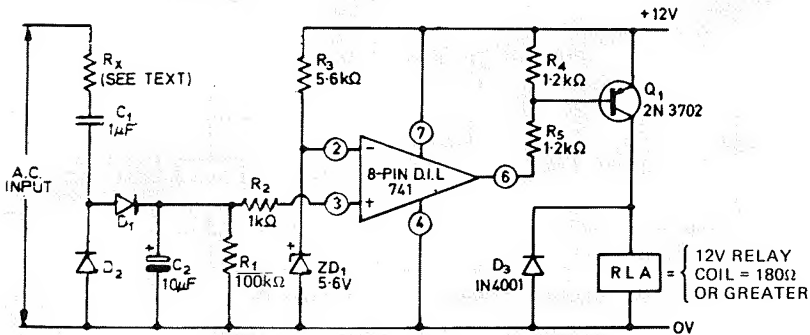 +12V
R3
5.6kΩ
R4
1.2kΩ
RX
(SEE TEXT)
Q1
2N 3702
C1
1µF
7
R5
1.2kΩ
2
−
8-PIN D.I.L
741
6
A.C.
INPUT
R2
1kΩ
3
+
D1
4
D2
+
C2
10µF
R1
100kΩ
+
ZD1
5.6V
D3
IN4001
RLA
=
12V RELAY
COIL = 180Ω
OR GREATER
0V